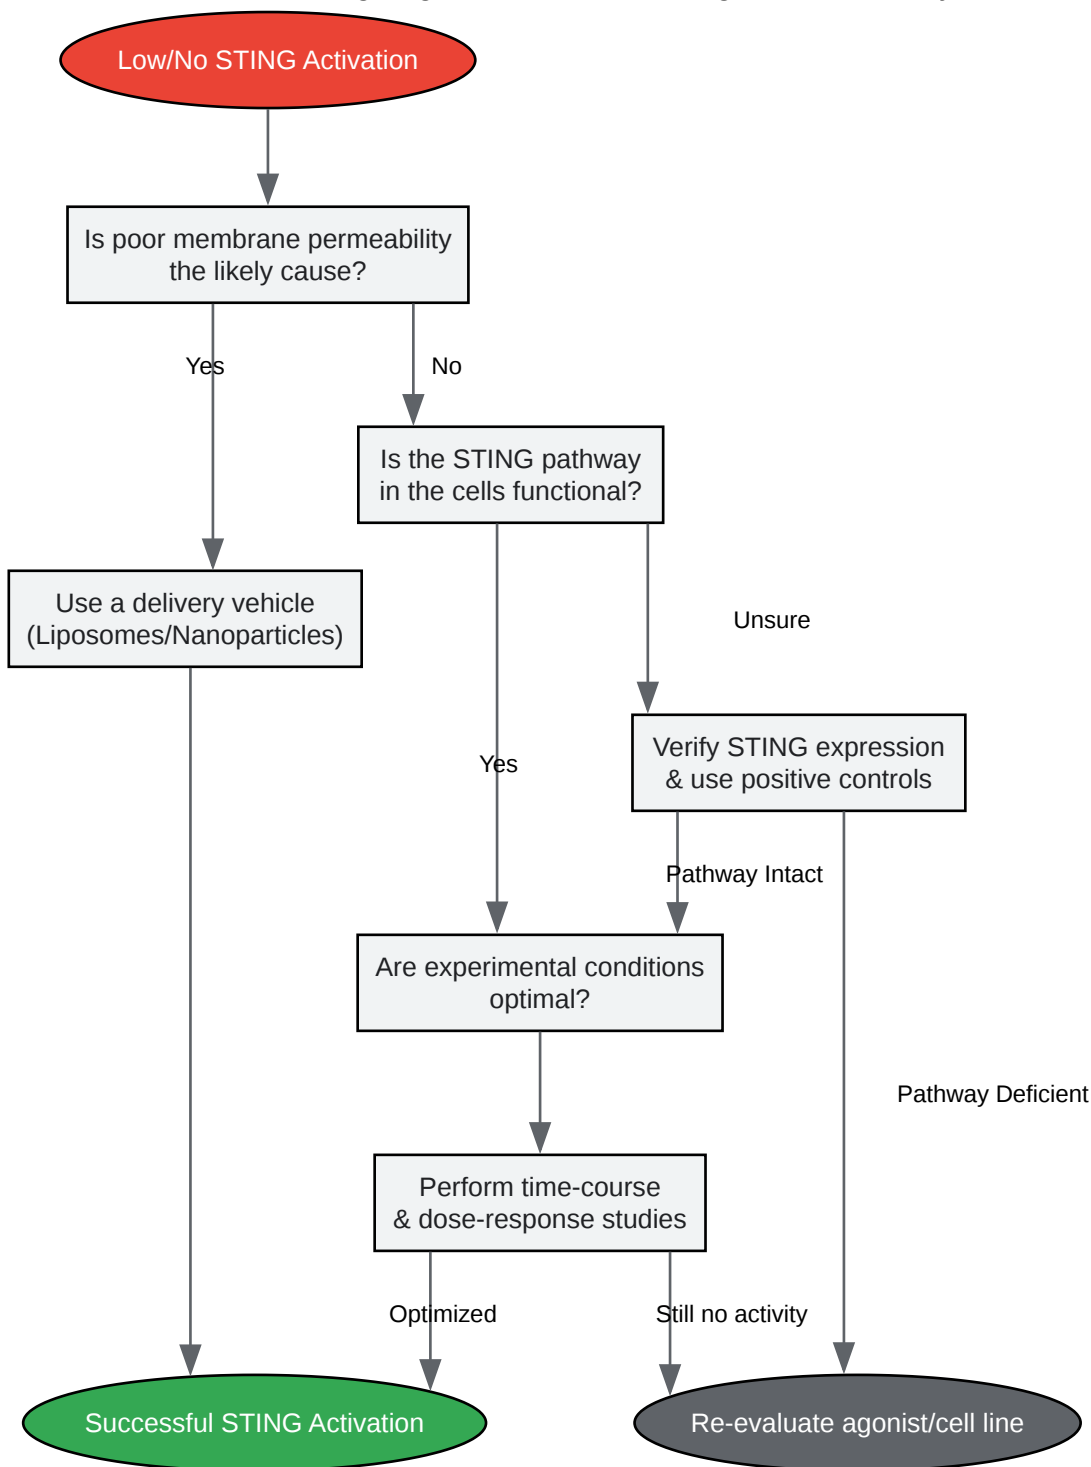 Low/No STING Activation
Is poor membrane permeability
the likely cause?
Yes
No
Is the STING pathway
in the cells functional?
Use a delivery vehicle
(Liposomes/Nanoparticles)
Unsure
Verify STING expression
& use positive controls
Yes
Pathway Intact
Are experimental conditions
optimal?
Pathway Deficient
Perform time-course
& dose-response studies
Optimized
Still no activity
Successful STING Activation
Re-evaluate agonist/cell line